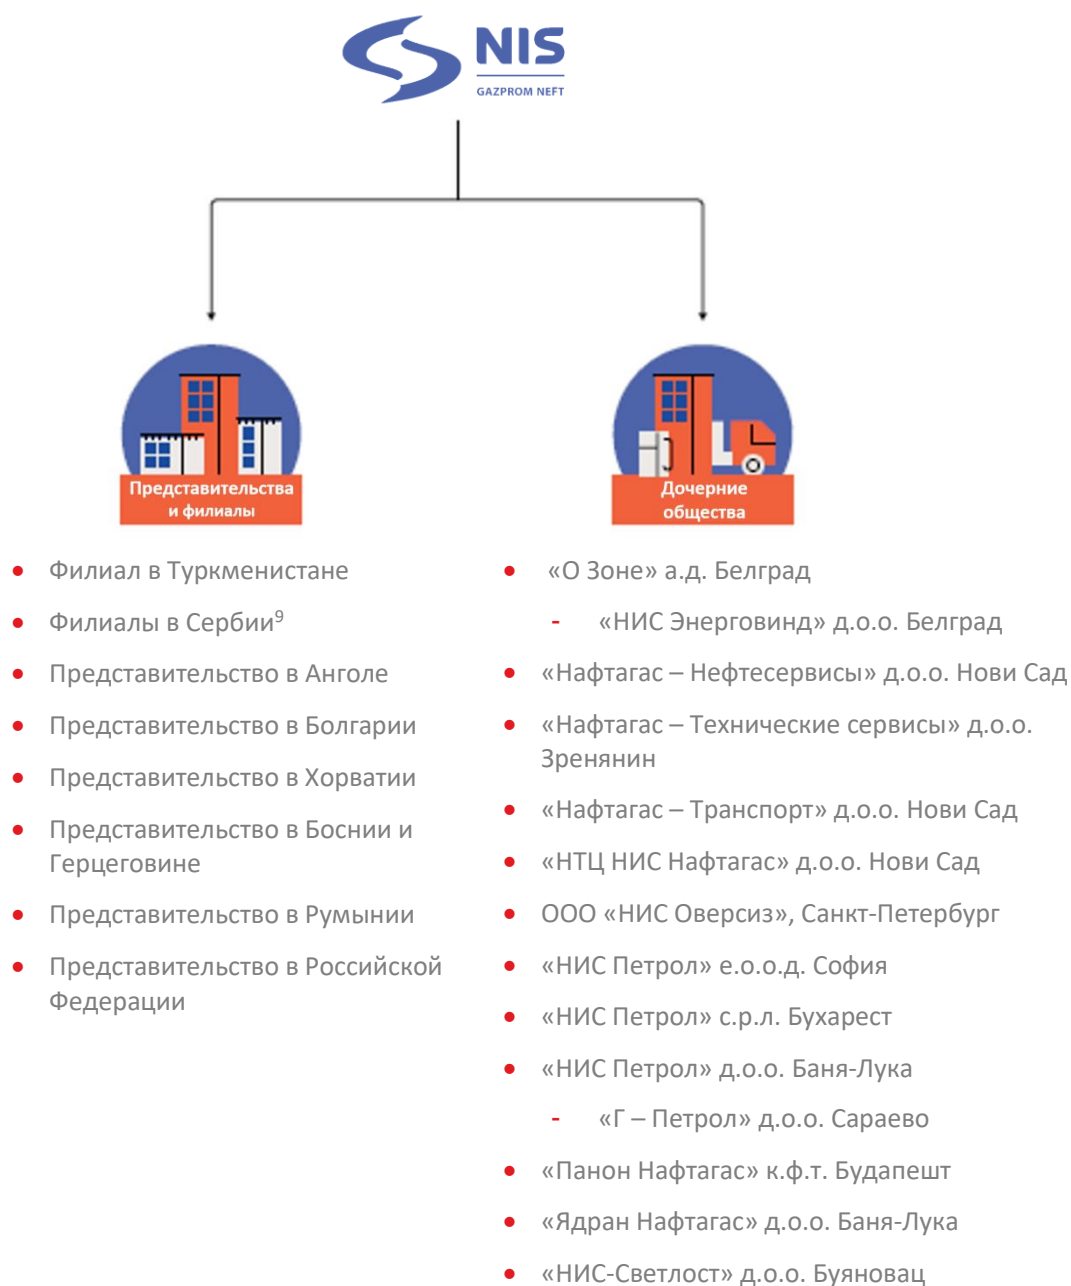 NIS
GAZPROM NEFT
Представительства
и филиалы
• Филиал в Туркменистане
• Филиалы в Сербии⁹
• Представительство в Анголе
• Представительство в Болгарии
• Представительство в Хорватии
• Представительство в Боснии и
Герцеговине
• Представительство в Румынии
• Представительство в Российской
Федерации
Дочерние
общества
• «О Зоне» а.д. Белград
- «НИС Энерговинд» д.о.о. Белград
• «Нафтагас – Нефтесервисы» д.о.о. Нови Сад
• «Нафтагас – Технические сервисы» д.о.о.
Зренянин
• «Нафтагас – Транспорт» д.о.о. Нови Сад
• «НТЦ НИС Нафтагас» д.о.о. Нови Сад
• ООО «НИС Оверсиз», Санкт-Петербург
• «НИС Петрол» е.о.о.д. София
• «НИС Петрол» с.р.л. Бухарест
• «НИС Петрол» д.о.о. Баня-Лука
- «Г – Петрол» д.о.о. Сараево
• «Панон Нафтагас» к.ф.т. Будапешт
• «Ядран Нафтагас» д.о.о. Баня-Лука
• «НИС-Светлост» д.о.о. Буяновац